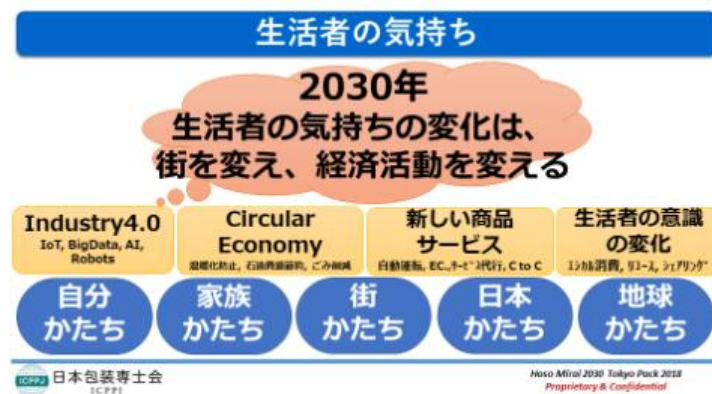 生活者の気持ち
2030年
生活者の気持ちの変化は、
街を変え、経済活動を変える
Industry4.0
IoT, BigData, AI,
Robots
Circular
Economy
温暖化防止, 石油資源節約, ごみ削減
新しい商品
サービス
自動運転, EC,サービス代行, C to C
生活者の意識
の変化
エシカル消費, リユース, シェアリング
自分
かたち
家族
かたち
街
かたち
日本
かたち
地球
かたち
ICPPJ 日本包装専士会
ICPPJ
Hoso Mirai 2030 Tokyo Pack 2018
Proprietary & Confidential